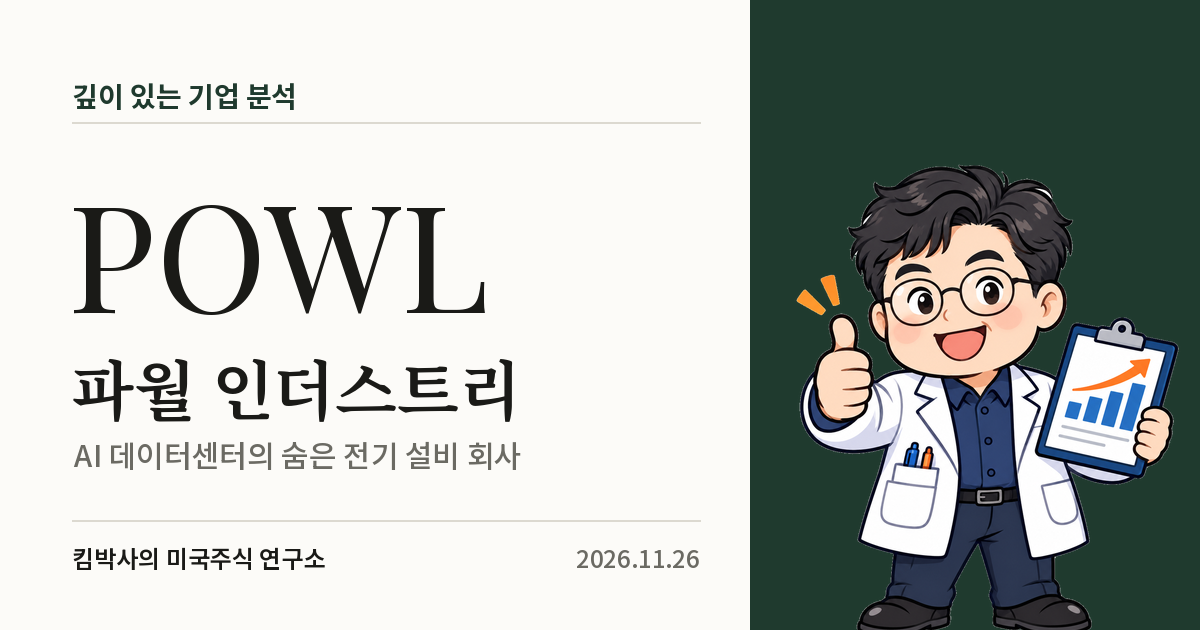 깊이 있는 기업 분석
POWL
파월 인더스트리
AI 데이터센터의 숨은 전기 설비 회사
킴박사의 미국주식 연구소
2026.11.26